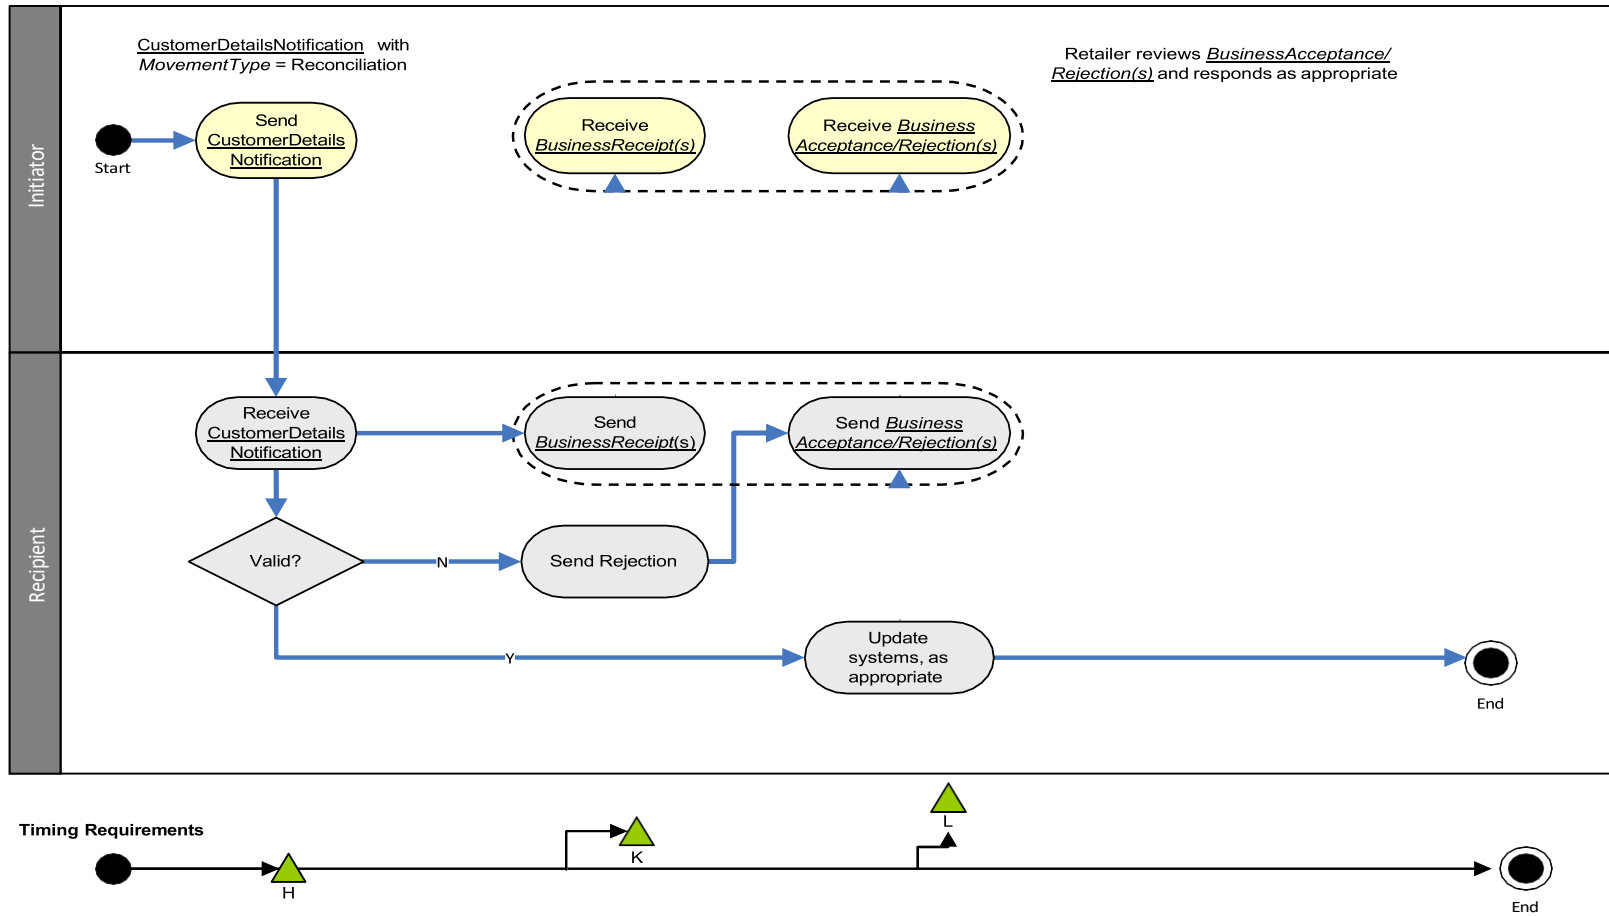 CustomerDetailsNotification with
MovementType = Reconciliation
Retailer reviews BusinessAcceptance/
Rejection(s) and responds as appropriate
Initiator
Start
Send
CustomerDetails
Notification
Receive
BusinessReceipt(s)
Receive Business
Acceptance/Rejection(s)
Recipient
Receive
CustomerDetails
Notification
Send
BusinessReceipt(s)
Send Business
Acceptance/Rejection(s)
Valid?
N
Send Rejection
Y
Update
systems, as
appropriate
End
Timing Requirements
H
K
L
End